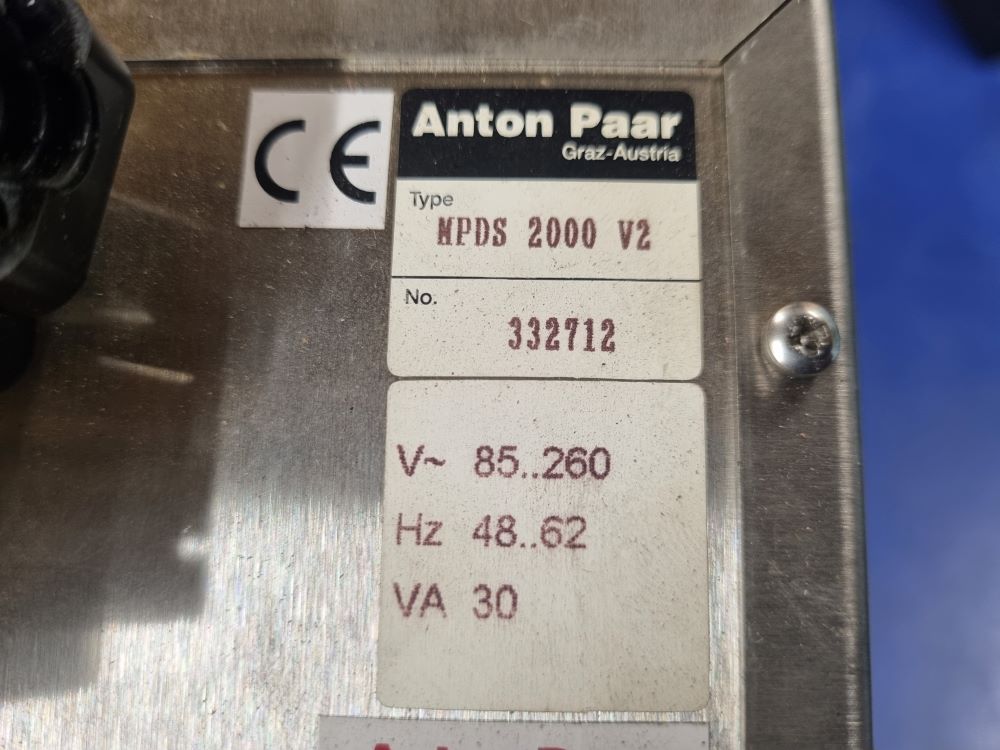 CE
Anton Paar
Graz-Austria
Type
MPDS 2000 V2
No.
332712
V~ 85..260
Hz 48..62
VA 30